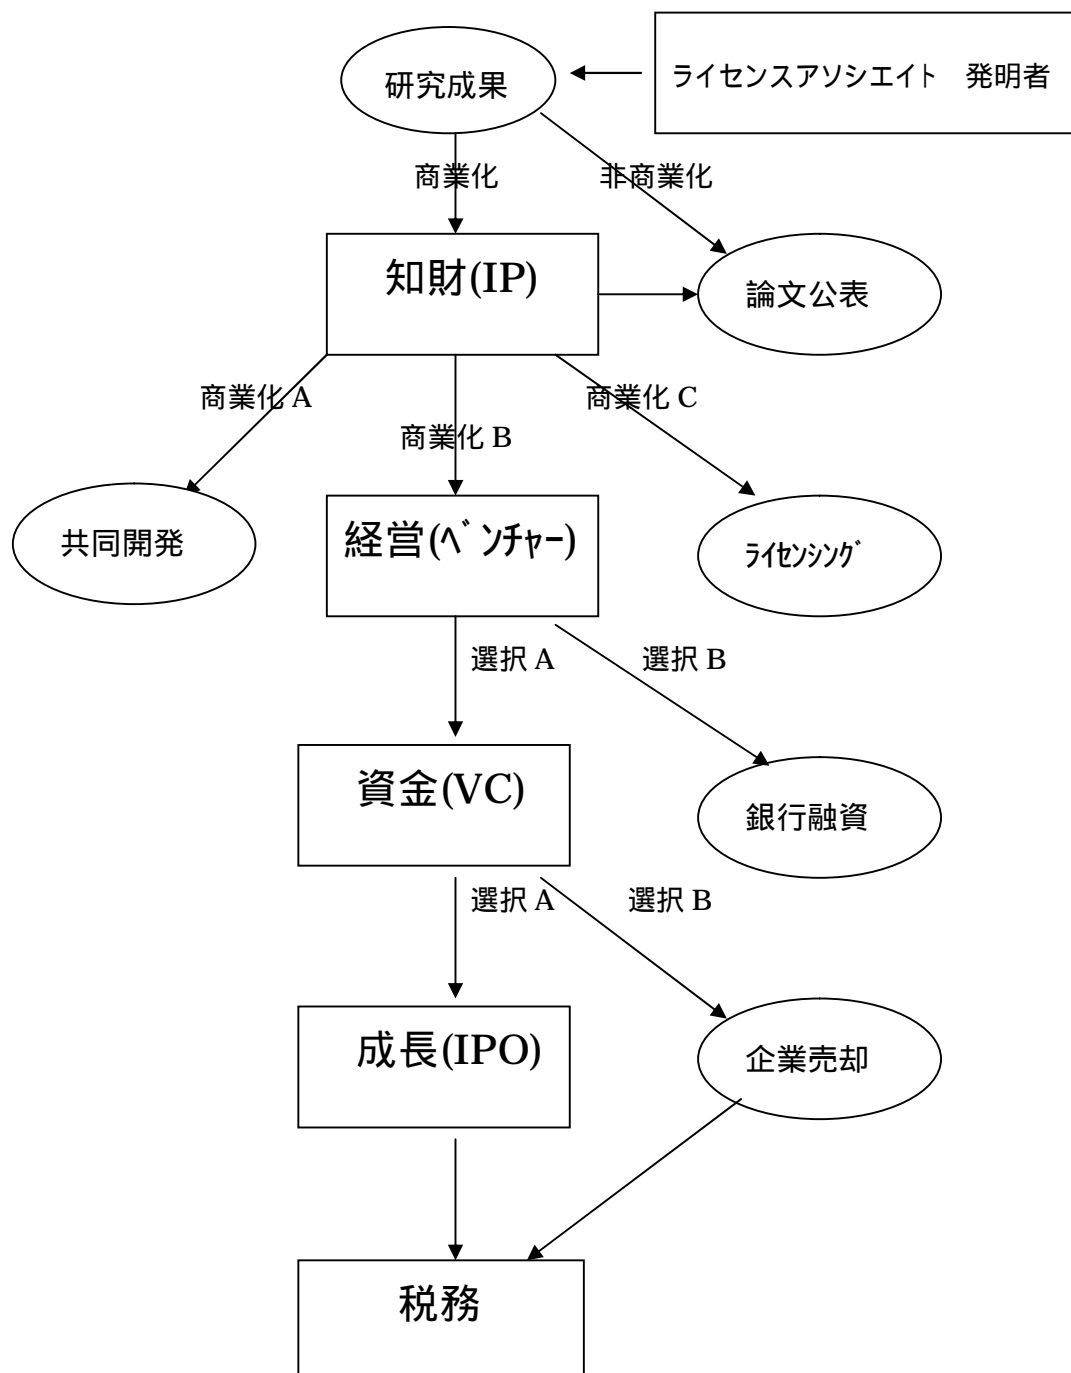 研究成果
ライセンスアソシエイト　発明者
商業化
非商業化
知財(IP)
論文公表
商業化 A
商業化 B
商業化 C
共同開発
経営(ﾍﾞﾝﾁｬｰ)
ﾗｲｾﾝｼﾝｸﾞ
選択 A
選択 B
資金(VC)
銀行融資
選択 A
選択 B
成長(IPO)
企業売却
税務